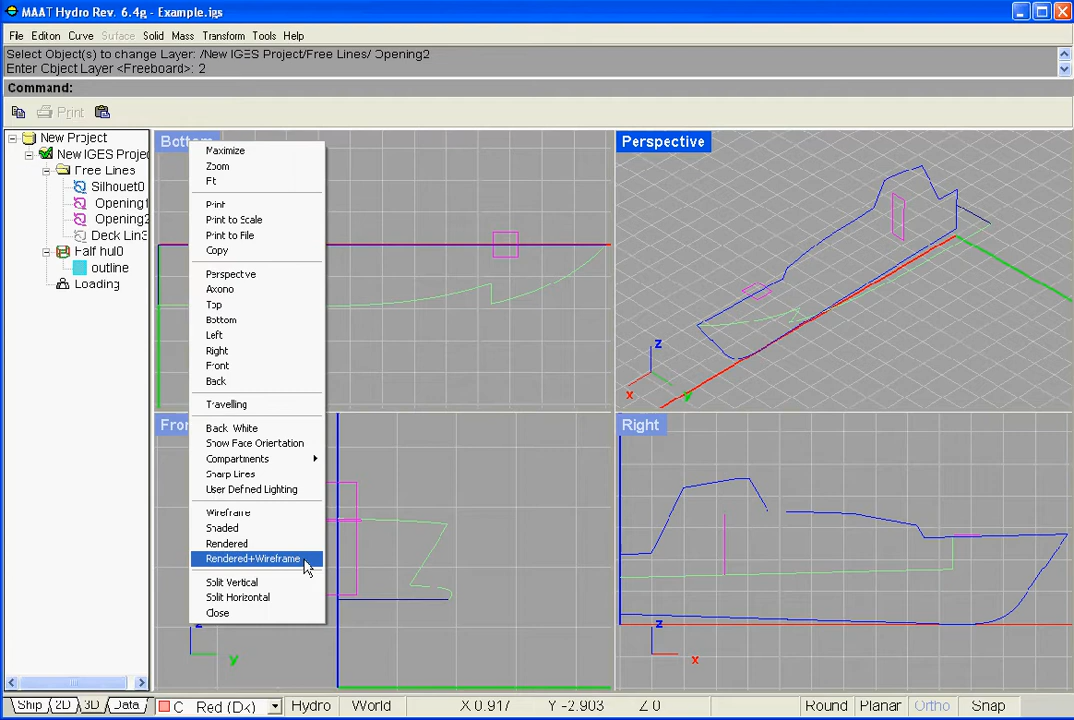 MAAT Hydro Rev. 6.4g - Example.igs
File Editon Curve Surface Solid Mass Transform Tools Help
Select Object(s) to change Layer: /New IGES Project/Free Lines/ Opening2
Enter Object Layer <Freeboard>: 2
Command:
Print
New Project
New IGES Projec
Free Lines
Silhouet0
Opening1
Opening2
Deck Lin3
Half hul0
outline
Loading
Bottom
Maximize
Zoom
Fit
Print
Print to Scale
Print to File
Copy
Perspective
Axono
Top
Bottom
Left
Right
Front
Back
Travelling
Back White
Show Face Orientation
Compartments
Sharp Lines
User Defined Lighting
Wireframe
Shaded
Rendered
Rendered+Wireframe
Split Vertical
Split Horizontal
Close
Perspective
z
x
y
Fron
z
y
Right
z
x
Ship 2D 3D Data C Red (Dk) Hydro World X 0.917 Y -2.903 Z 0 Round Planar Ortho Snap